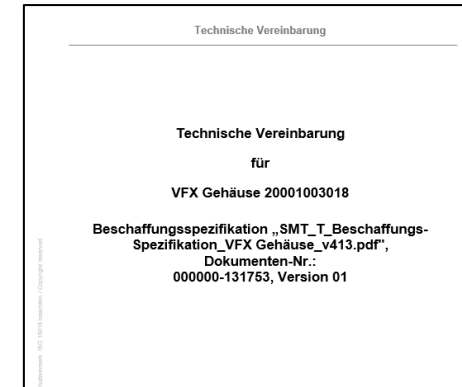 Technische Vereinbarung
Technische Vereinbarung
für
VFX Gehäuse 20001003018
Beschaffungsspezifikation „SMT_T_Beschaffungs-
Spezifikation_VFX Gehäuse_v413.pdf",
Dokumenten-Nr.:
000000-131753, Version 01